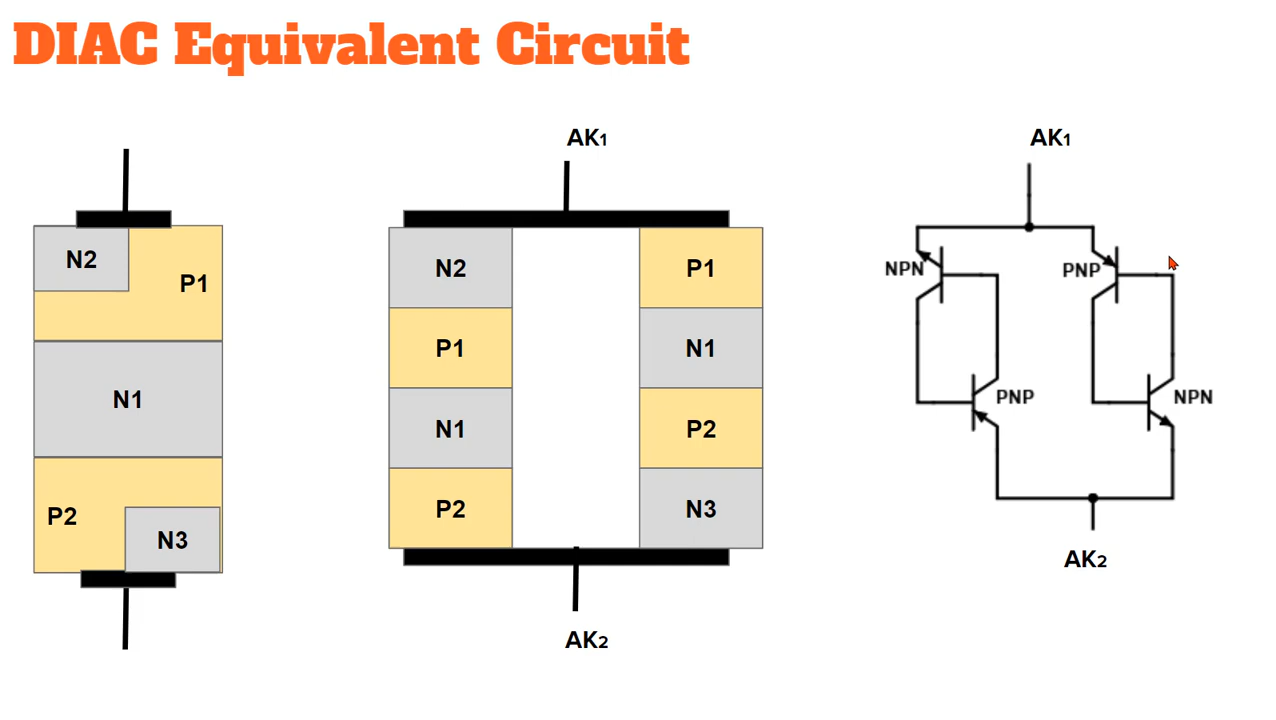 DIAC Equivalent Circuit
N2
P1
N1
P2
N3
AK1
N2
P1
N1
P2
P1
N1
P2
N3
AK2
AK1
NPN
PNP
PNP
NPN
AK2